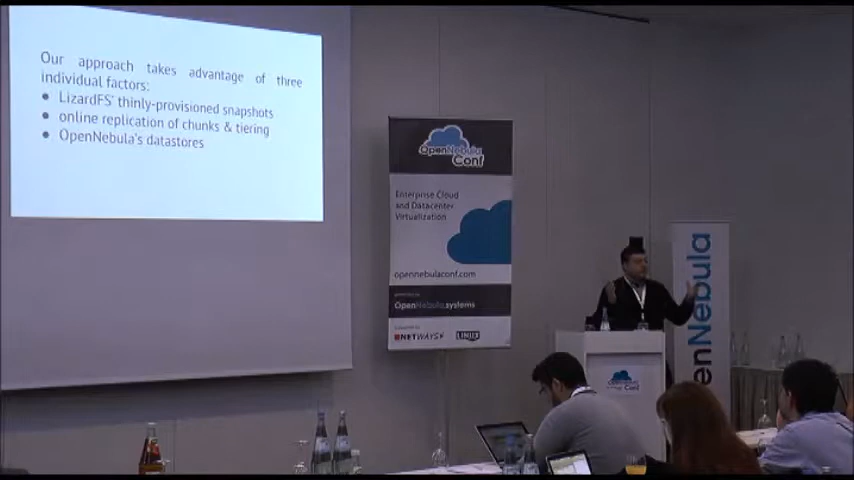 Our approach takes advantage of three
individual factors:
• LizardFS' thinly-provisioned snapshots
• online replication of chunks & tiering
• OpenNebula's datastores
OpenNebula
Conf
Enterprise Cloud
and Datacenter
Virtualization
opennebulaconf.com
OpenNebula.systems
NETWAYS
LINUX
enNebula
OpenNebula
Conf